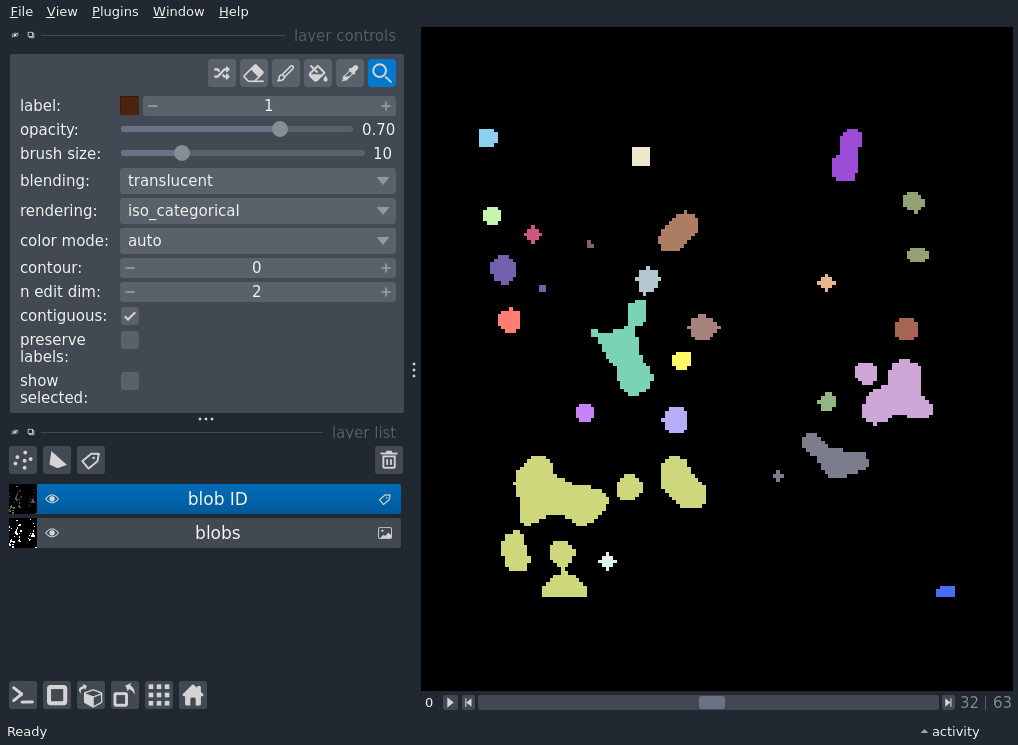 File View Plugins Window Help
layer controls
label: 1
opacity: 0.70
brush size: 10
blending: translucent
rendering: iso_categorical
color mode: auto
contour: 0
n edit dim: 2
contiguous:
preserve
labels:
show
selected:
layer list
blob ID
blobs
0 32 | 63
Ready activity